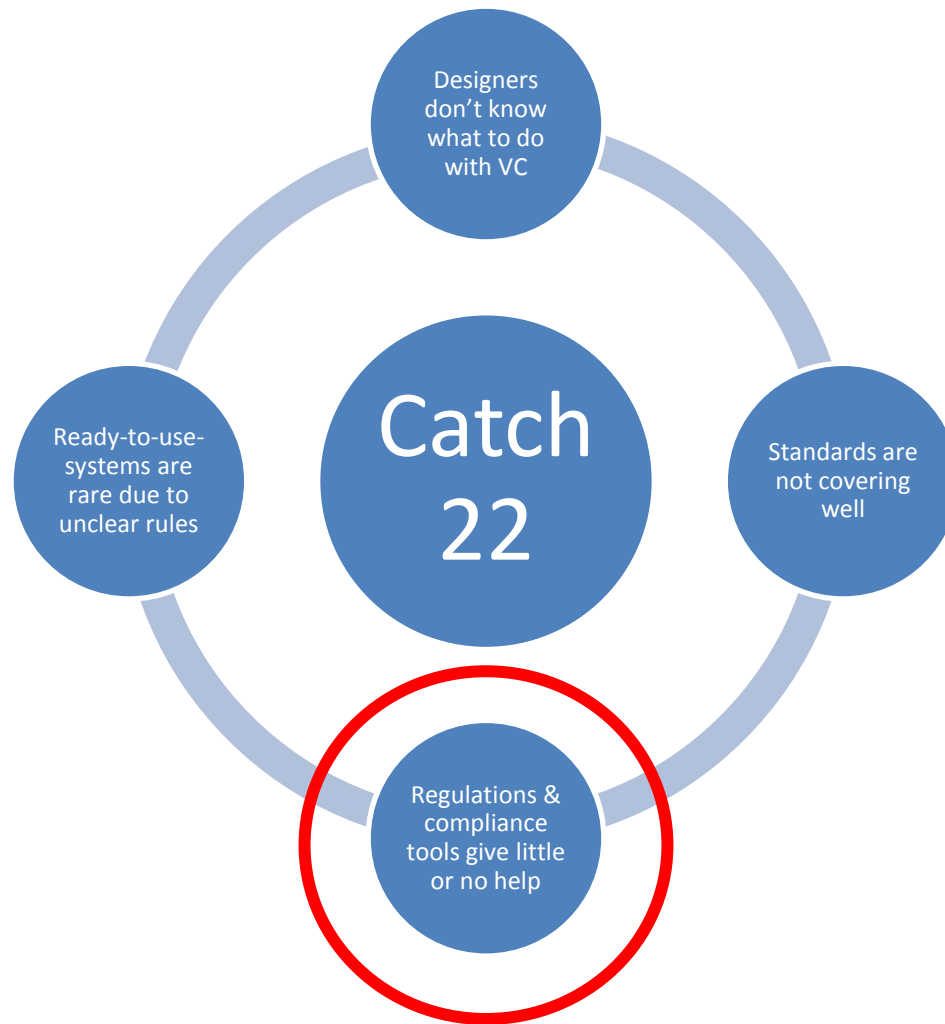 Designers
don’t know
what to do
with VC
Catch
22
Ready-to-use-
systems are
rare due to
unclear rules
Standards are
not covering
well
Regulations &
compliance
tools give little
or no help